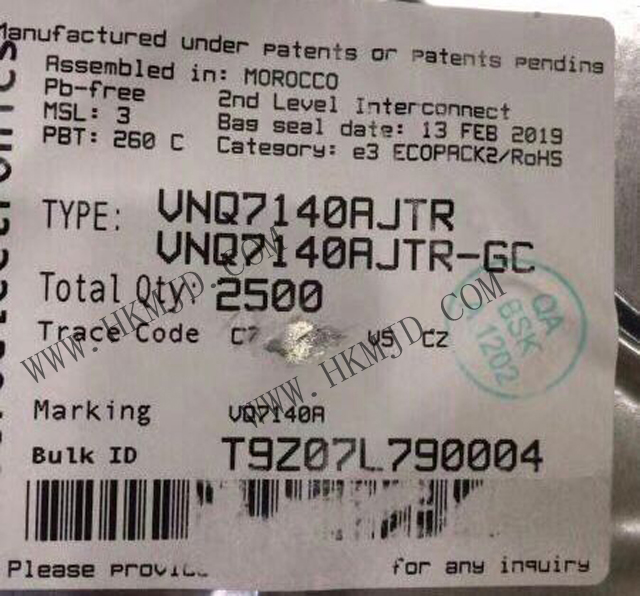 Manufactured under patents or patents pending
Assembled in: MOROCCO
Pb-free 2nd Level Interconnect
MSL: 3 Bag seal date: 13 FEB 2019
PBT: 260 C Category: e3 ECOPACK2/RoHS
TYPE: VNQ7140AJTR
VNQ7140AJTR-GC
Total Qty: 2500
Trace Code C7 CZ
QA
BSK
1202
Marking VQ7140A
Bulk ID T9Z07L790004
Please for any inquiry
WWW.HKMJD.COM
WWW.HKMJD.COM